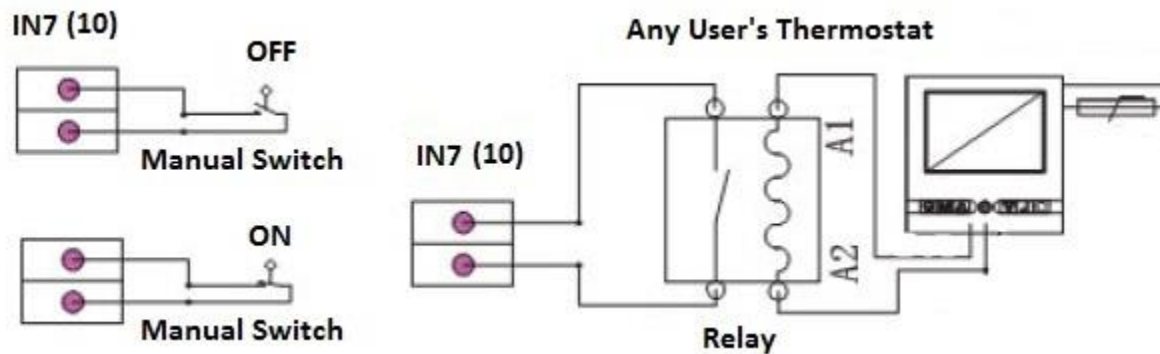 IN7 (10)
OFF
Manual Switch
ON
Manual Switch
Any User's Thermostat
IN7 (10)
A1
A2
Relay